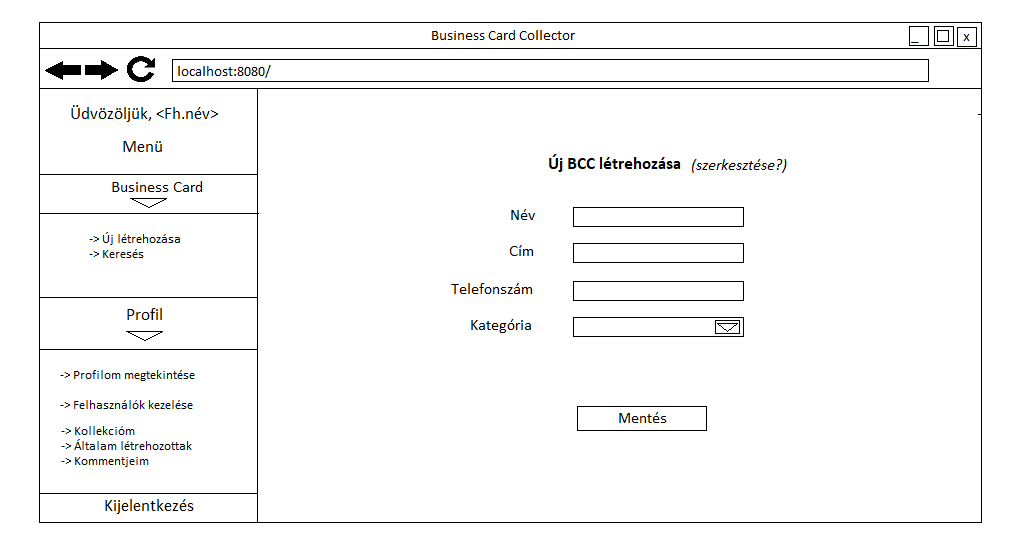 Business Card Collector
_ x
localhost:8080/
Üdvözöljük, <Fh.név>
Menü
Business Card
-> Új létrehozása
-> Keresés
Profil
-> Profilom megtekintése
-> Felhasználók kezelése
-> Kollekcióm
-> Általam létrehozottak
-> Kommentjeim
Kijelentkezés
Új BCC létrehozása (szerkesztése?)
Név
Cím
Telefonszám
Kategória
Mentés